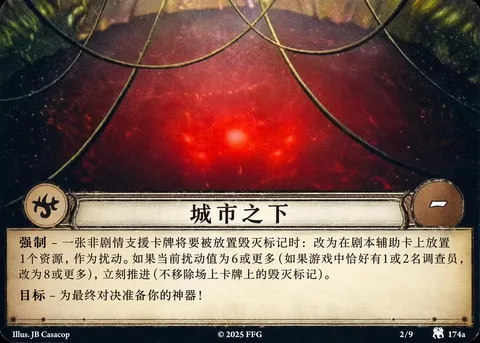 城市之下
强制 – 一张非剧情支援卡牌将要被放置毁灭标记时：改为在剧本辅助卡上放置
1个资源，作为扰动。如果当前扰动值为6或更多（如果游戏中恰好有1或2名调查员，
改为8或更多），立刻推进（不移除场上卡牌上的毁灭标记）。
目标 – 为最终对决准备你的神器！
Illus. JB Casacop © 2025 FFG 2/9 174a